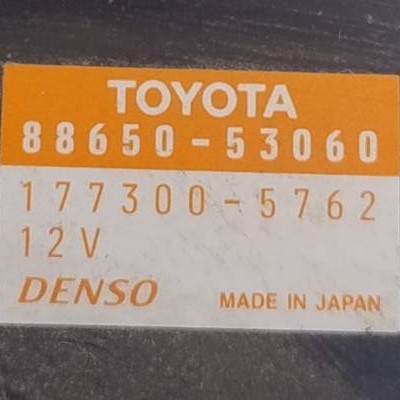 TOYOTA
88650-53060
177300-5762
12V
DENSO MADE IN JAPAN